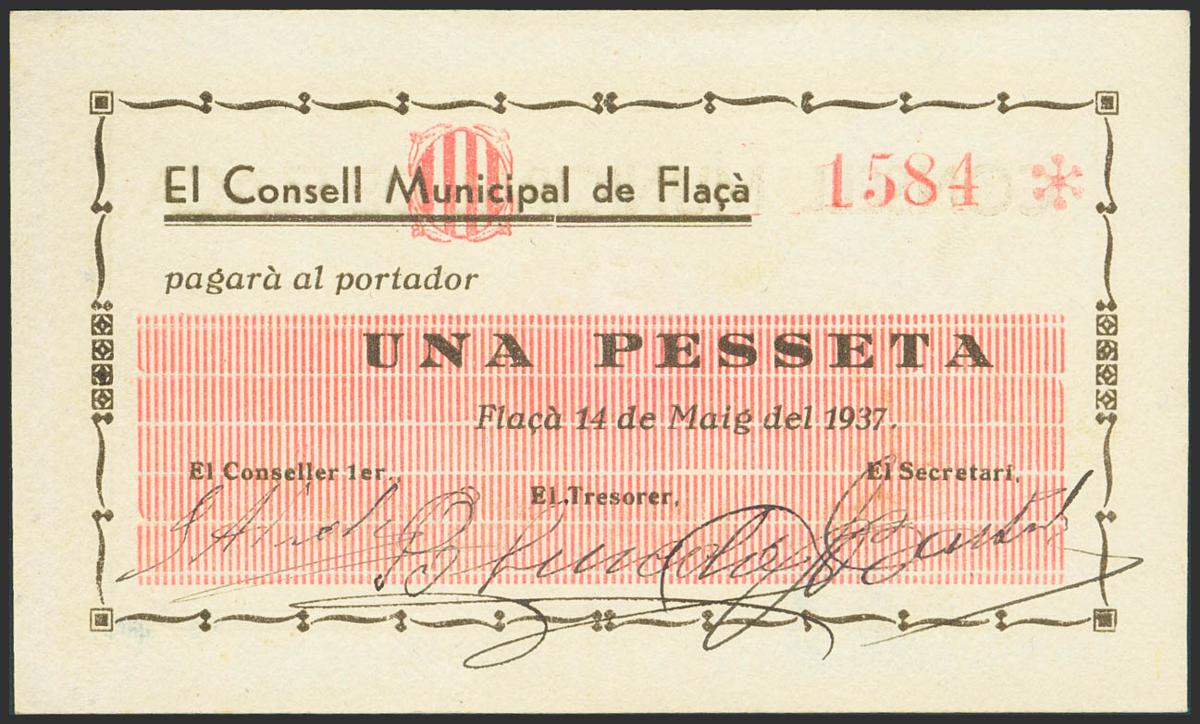 El Consell Municipal de Flaçà 1584
pagarà al portador
UNA PESSETA
Flaçà 14 de Maig del 1937.
El Conseller 1er., El Tresorer, El Secretari,